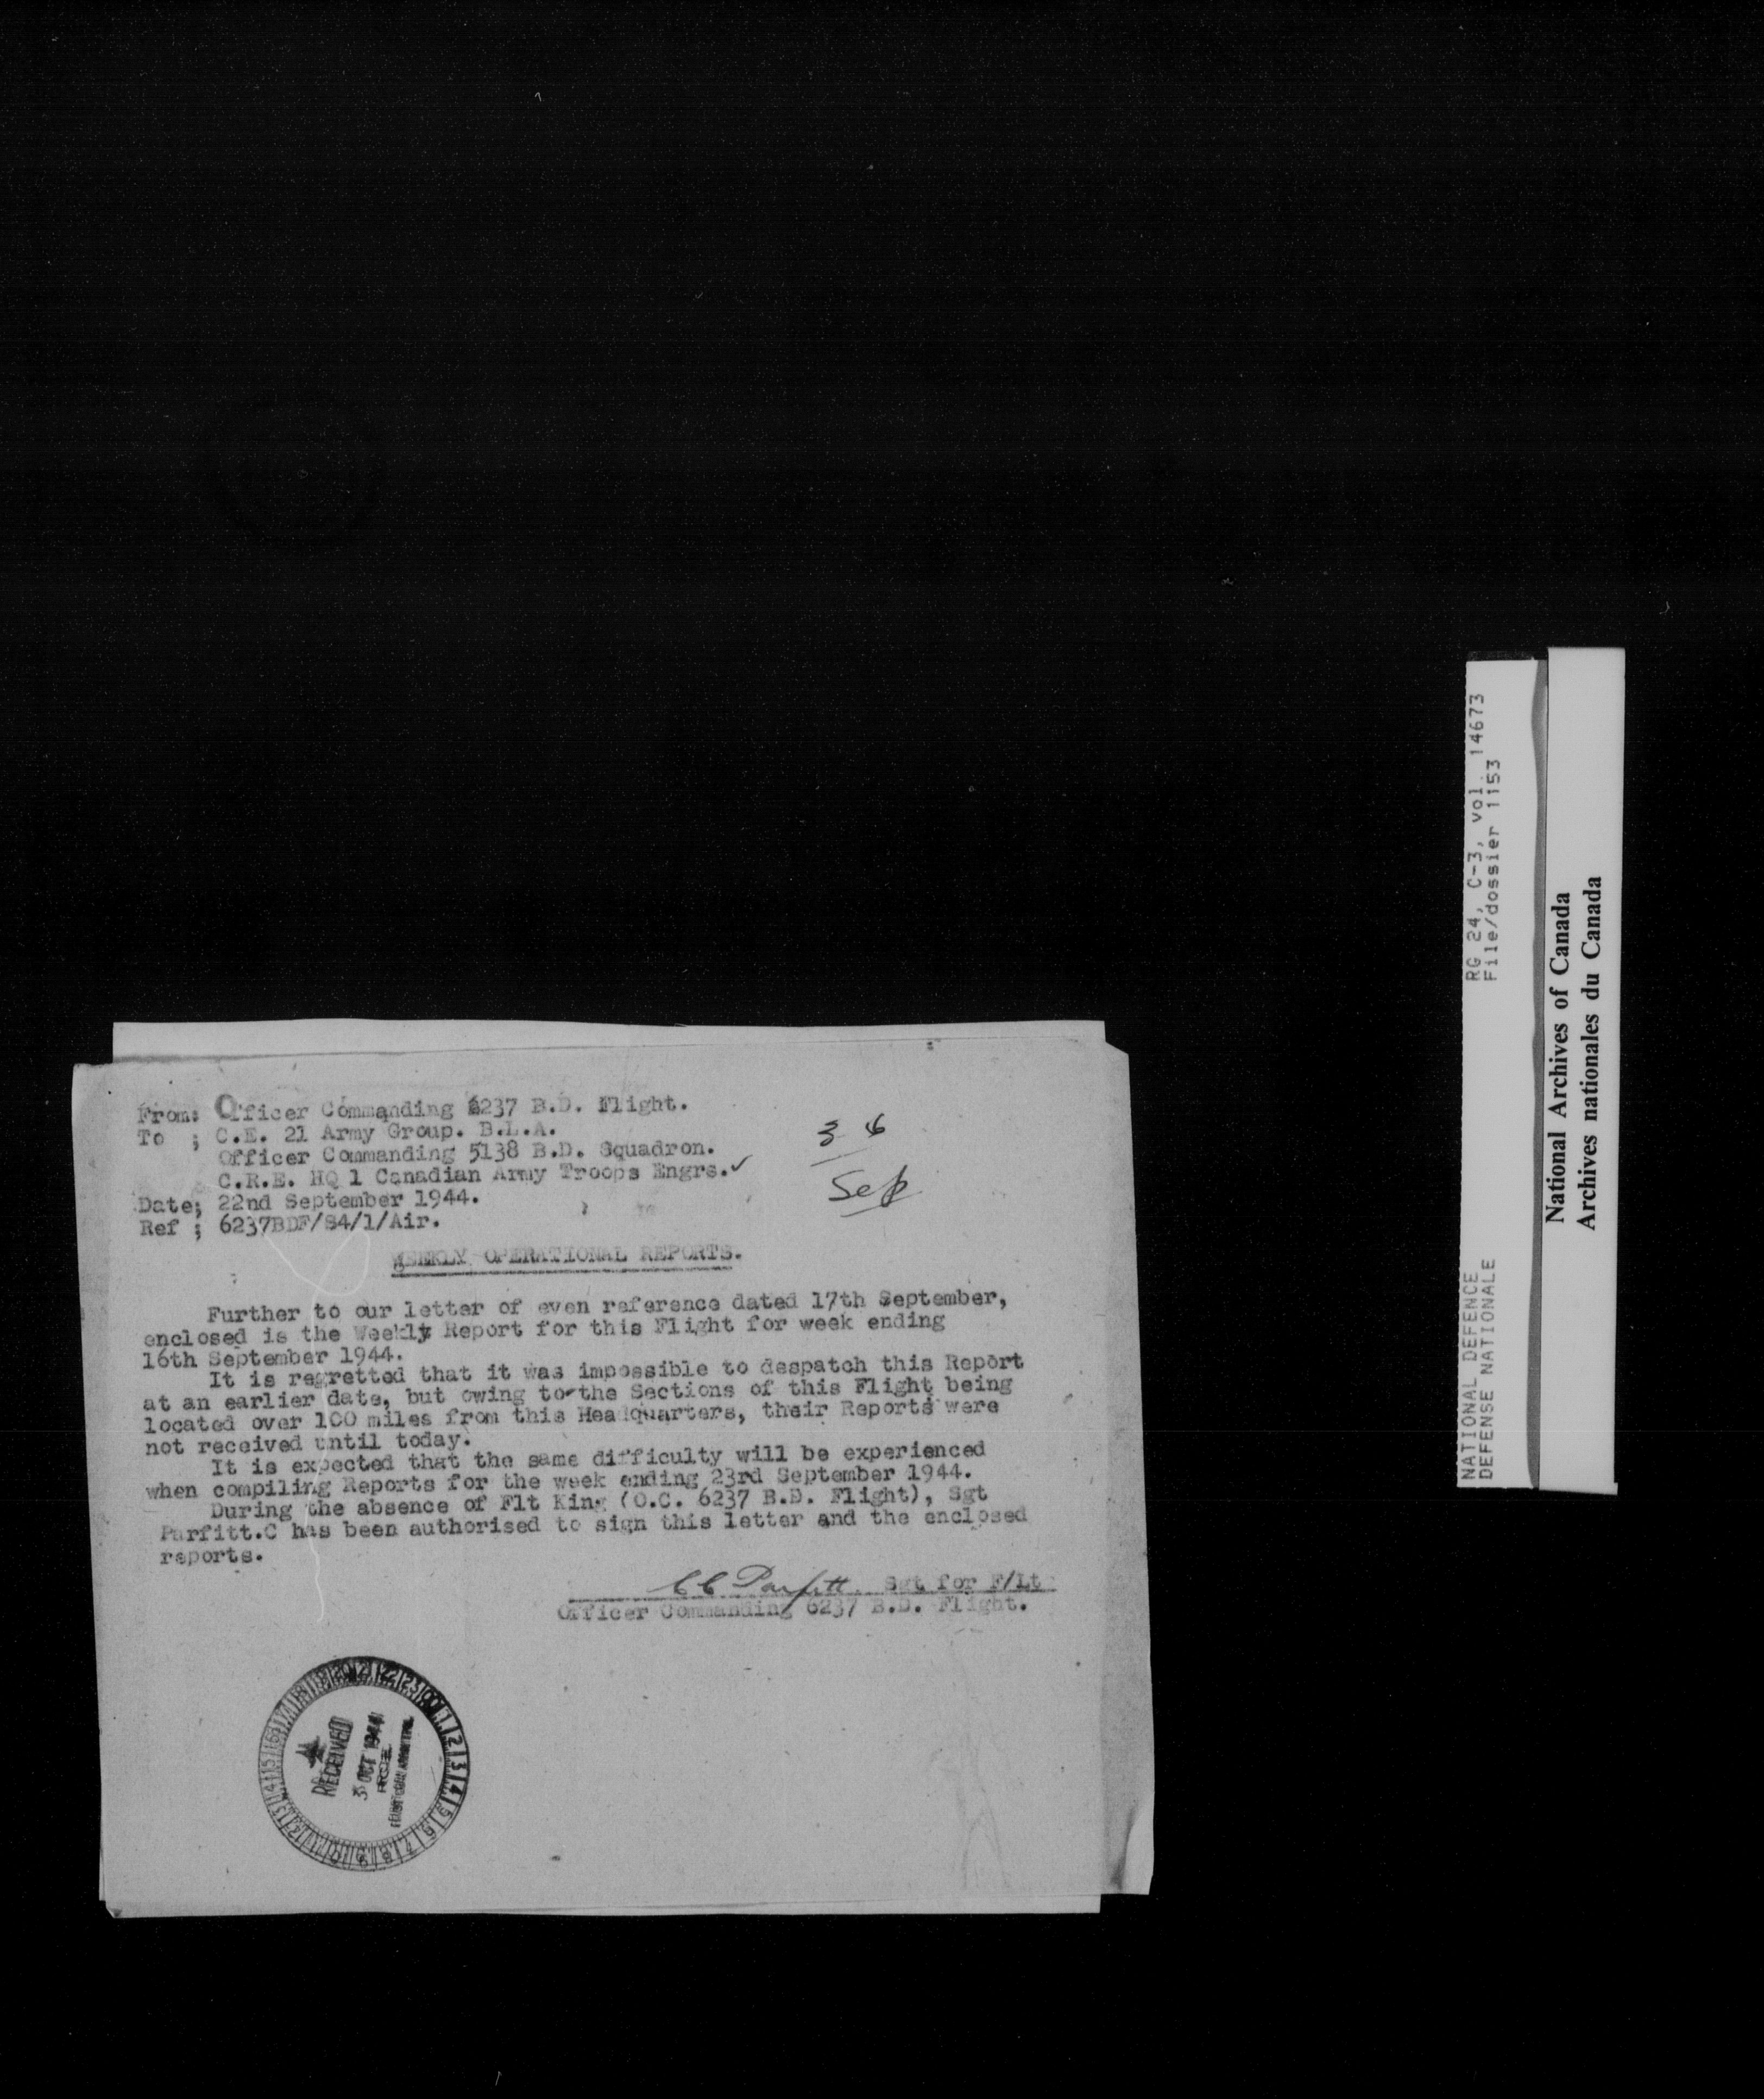 From: Officer Commanding 6237 B.D. Flight.
To ; C.E. 21 Army Group. B.L.A.
Officer Commanding 5138 B.D. Squadron.
C.R.E. HQ 1 Canadian Army Troops Engrs.✓
Date; 22nd September 1944.
Ref ; 6237BDF/S4/1/Air.
Sep
WEEKLY OPERATIONAL REPORTS.
Further to our letter of even reference dated 17th September,
enclosed is the Weekly Report for this Flight for week ending
16th September 1944.
It is regretted that it was impossible to despatch this Report
at an earlier date, but owing to the Sections of this Flight being
located over 100 miles from this Headquarters, their Reports were
not received until today.
It is expected that the same difficulty will be experienced
when compiling Reports for the week ending 23rd September 1944.
During the absence of Flt King (O.C. 6237 B.D. Flight), Sgt
Parfitt.C has been authorised to sign this letter and the enclosed
reports.
CC Parfitt. Sgt for F/Lt
Officer Commanding 6237 B.D. Flight.
RECEIVED
3 OCT 1944
RG 24, C-3, vol. 14673
File/dossier 1153
NATIONAL DEFENCE
DEFENSE NATIONALE
National Archives of Canada
Archives nationales du Canada